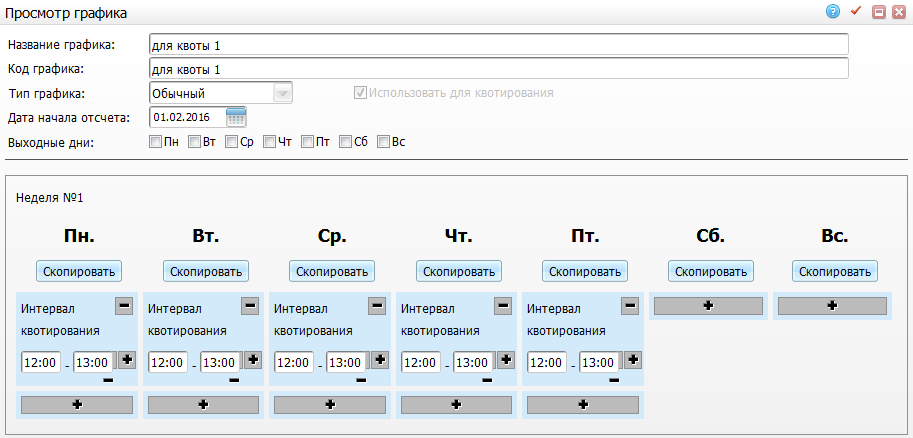 Просмотр графика
Название графика: для квоты 1
Код графика: для квоты 1
Тип графика: Обычный Использовать для квотирования
Дата начала отсчета: 01.02.2016
Выходные дни: Пн Вт Ср Чт Пт Сб Вс
Неделя №1
Пн. Вт. Ср. Чт. Пт. Сб. Вс.
Скопировать Скопировать Скопировать Скопировать Скопировать Скопировать Скопировать
Интервал Интервал Интервал Интервал Интервал
квотирования квотирования квотирования квотирования квотирования
12:00 - 13:00 12:00 - 13:00 12:00 - 13:00 12:00 - 13:00 12:00 - 13:00